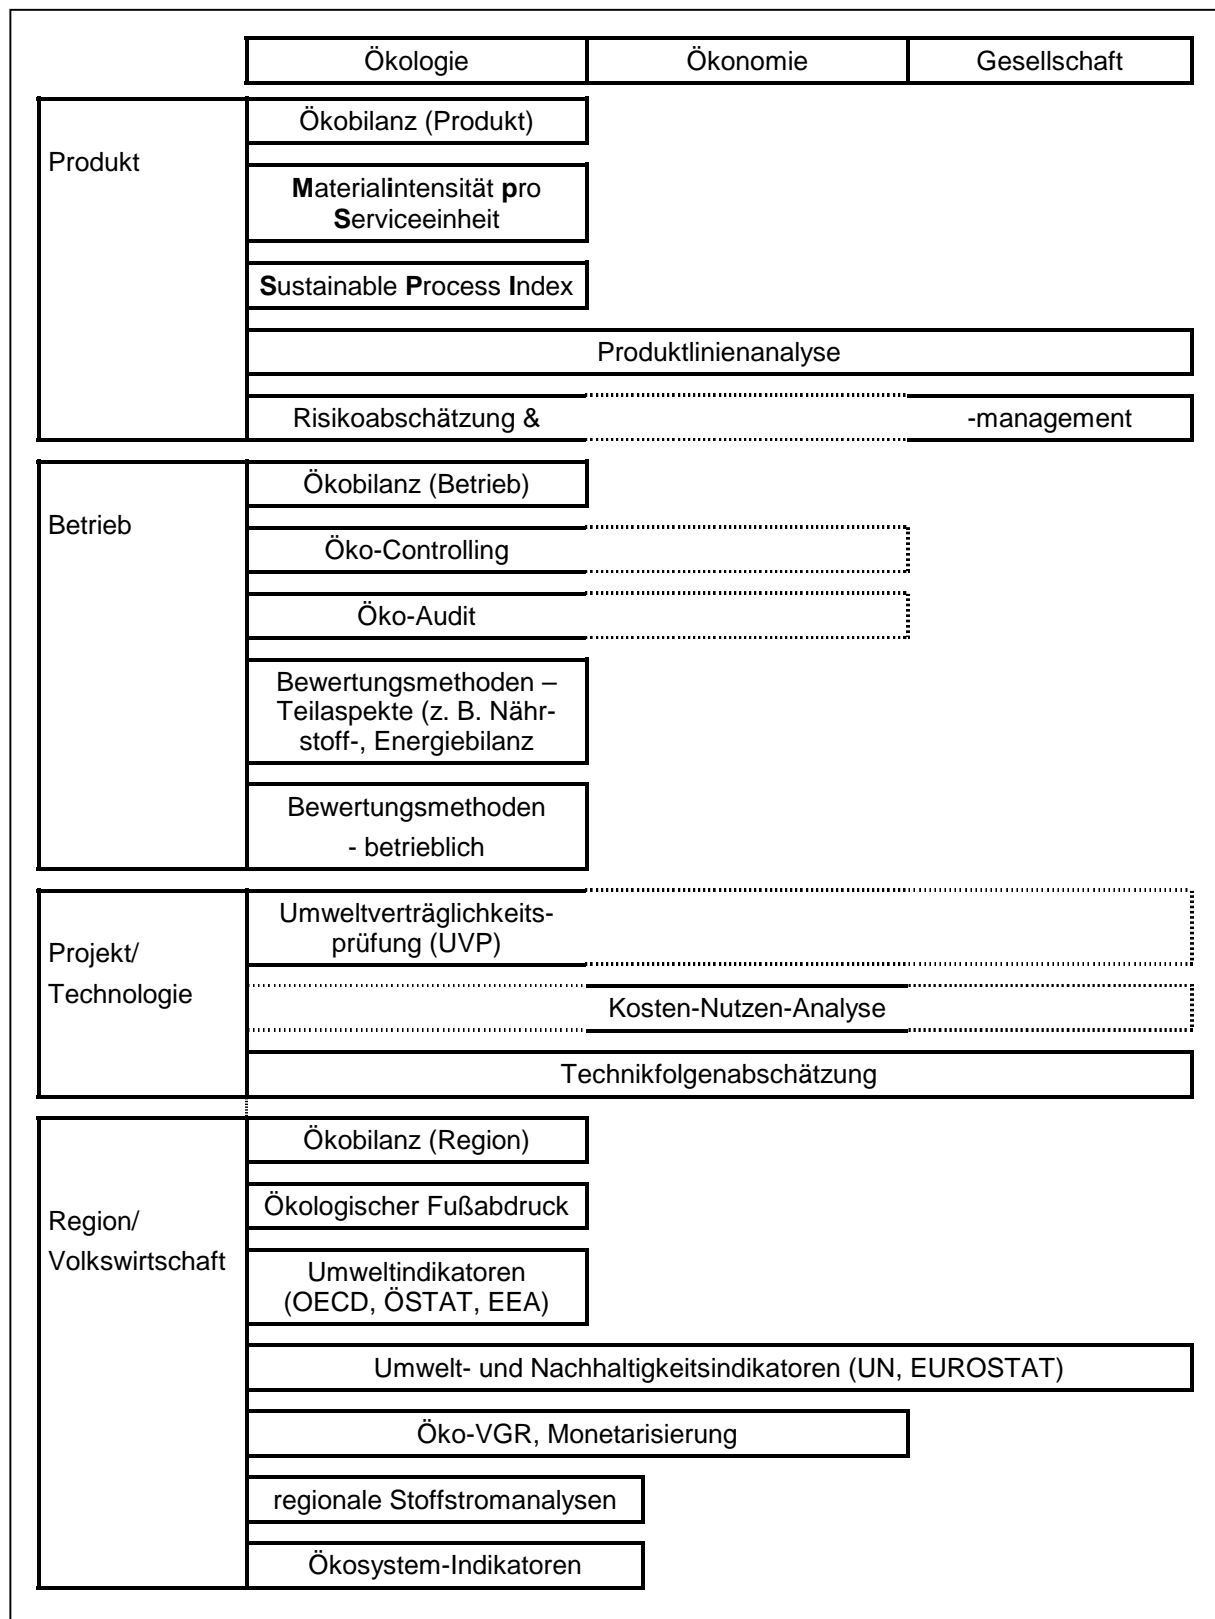 Ökologie Ökonomie Gesellschaft
Produkt
Ökobilanz (Produkt)
Materialintensität pro
Serviceeinheit
Sustainable Process Index
Produktlinienanalyse
Risikoabschätzung & -management
Betrieb
Ökobilanz (Betrieb)
Öko-Controlling
Öko-Audit
Bewertungsmethoden –
Teilaspekte (z. B. Nähr-
stoff-, Energiebilanz
Bewertungsmethoden
- betrieblich
Projekt/
Technologie
Umweltverträglichkeits-
prüfung (UVP)
Kosten-Nutzen-Analyse
Technikfolgenabschätzung
Region/
Volkswirtschaft
Ökobilanz (Region)
Ökologischer Fußabdruck
Umweltindikatoren
(OECD, ÖSTAT, EEA)
Umwelt- und Nachhaltigkeitsindikatoren (UN, EUROSTAT)
Öko-VGR, Monetarisierung
regionale Stoffstromanalysen
Ökosystem-Indikatoren